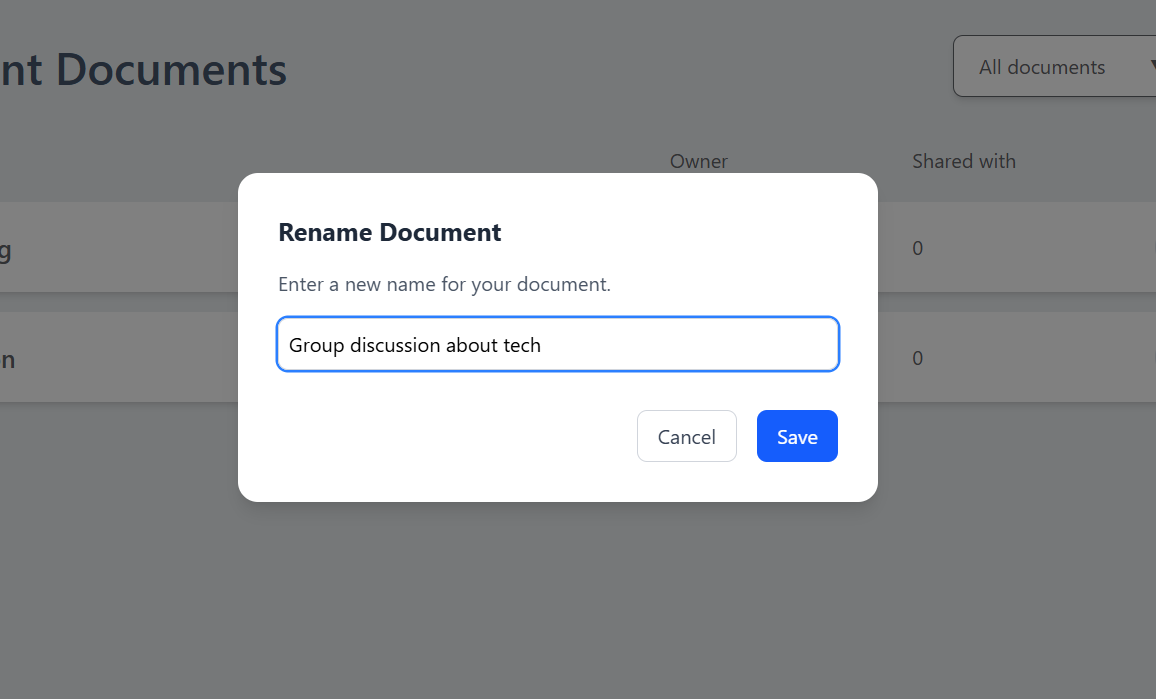 nt Documents
All documents
Owner
Shared with
g
0
n
0
Rename Document
Enter a new name for your document.
Group discussion about tech
Cancel
Save